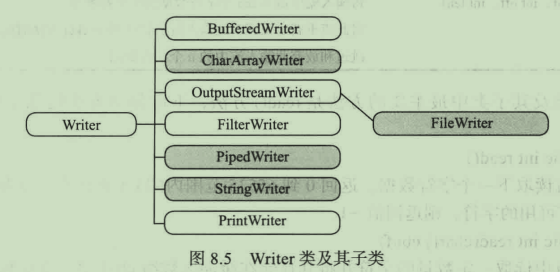 BufferedWriter
CharArrayWriter
OutputStreamWriter
Writer
FilterWriter
FileWriter
PipedWriter
StringWriter
PrintWriter
图 8.5 Writer 类及其子类